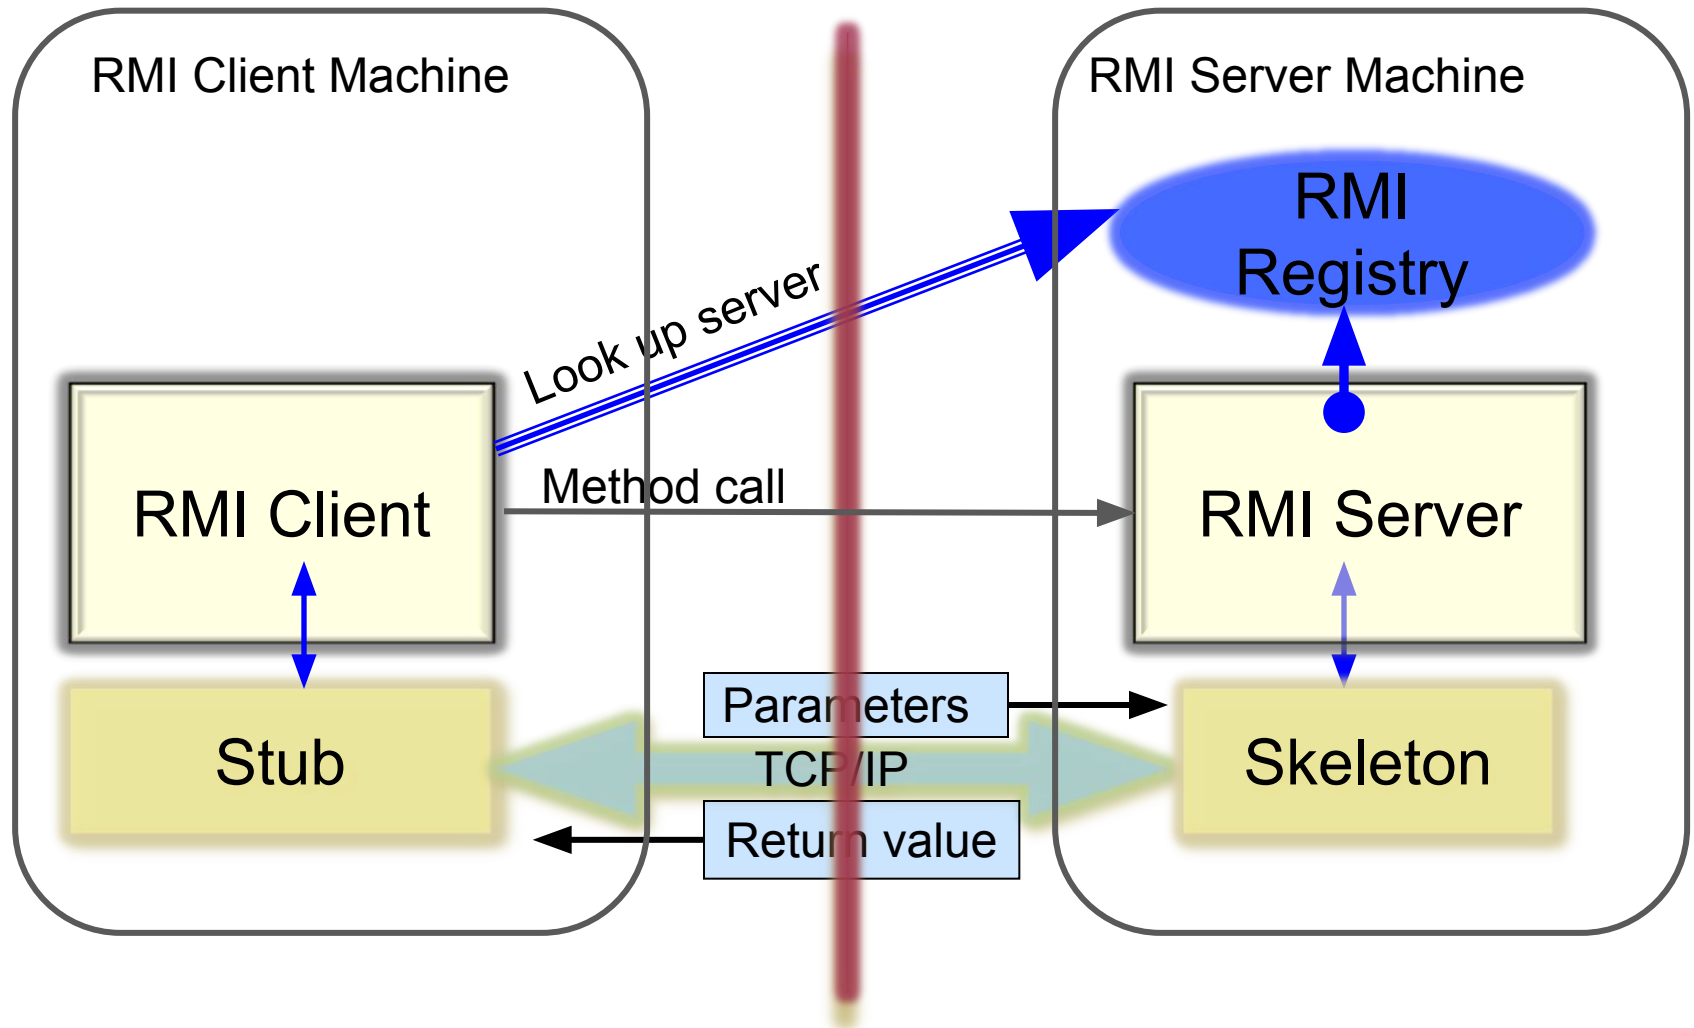 RMI Client Machine
RMI Server Machine
RMI
Registry
Look up server
Method call
RMI Client
RMI Server
Parameters
TCP/IP
Return value
Stub
Skeleton